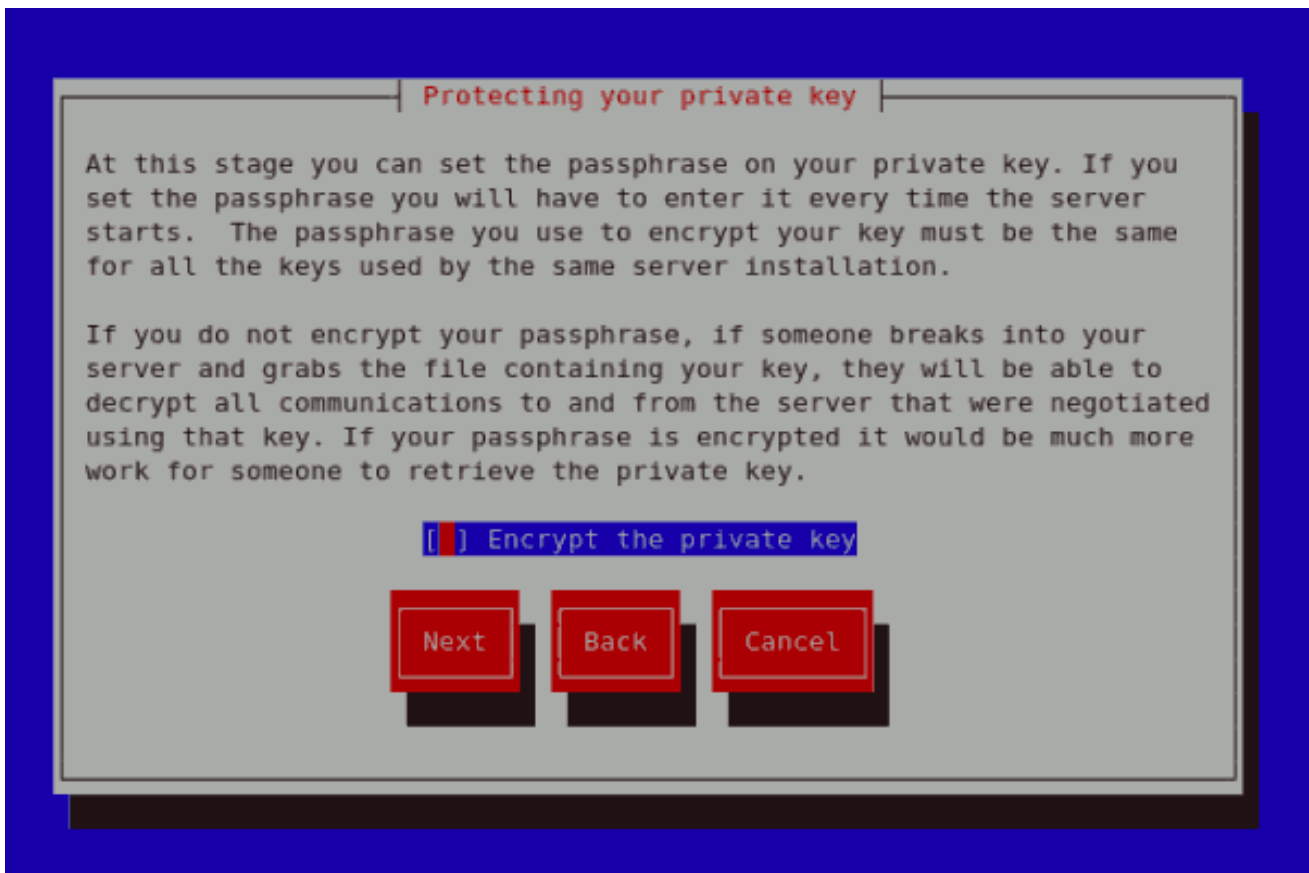 Protecting your private key
At this stage you can set the passphrase on your private key. If you
set the passphrase you will have to enter it every time the server
starts.  The passphrase you use to encrypt your key must be the same
for all the keys used by the same server installation.
If you do not encrypt your passphrase, if someone breaks into your
server and grabs the file containing your key, they will be able to
decrypt all communications to and from the server that were negotiated
using that key. If your passphrase is encrypted it would be much more
work for someone to retrieve the private key.
[ ] Encrypt the private key
Next Back Cancel